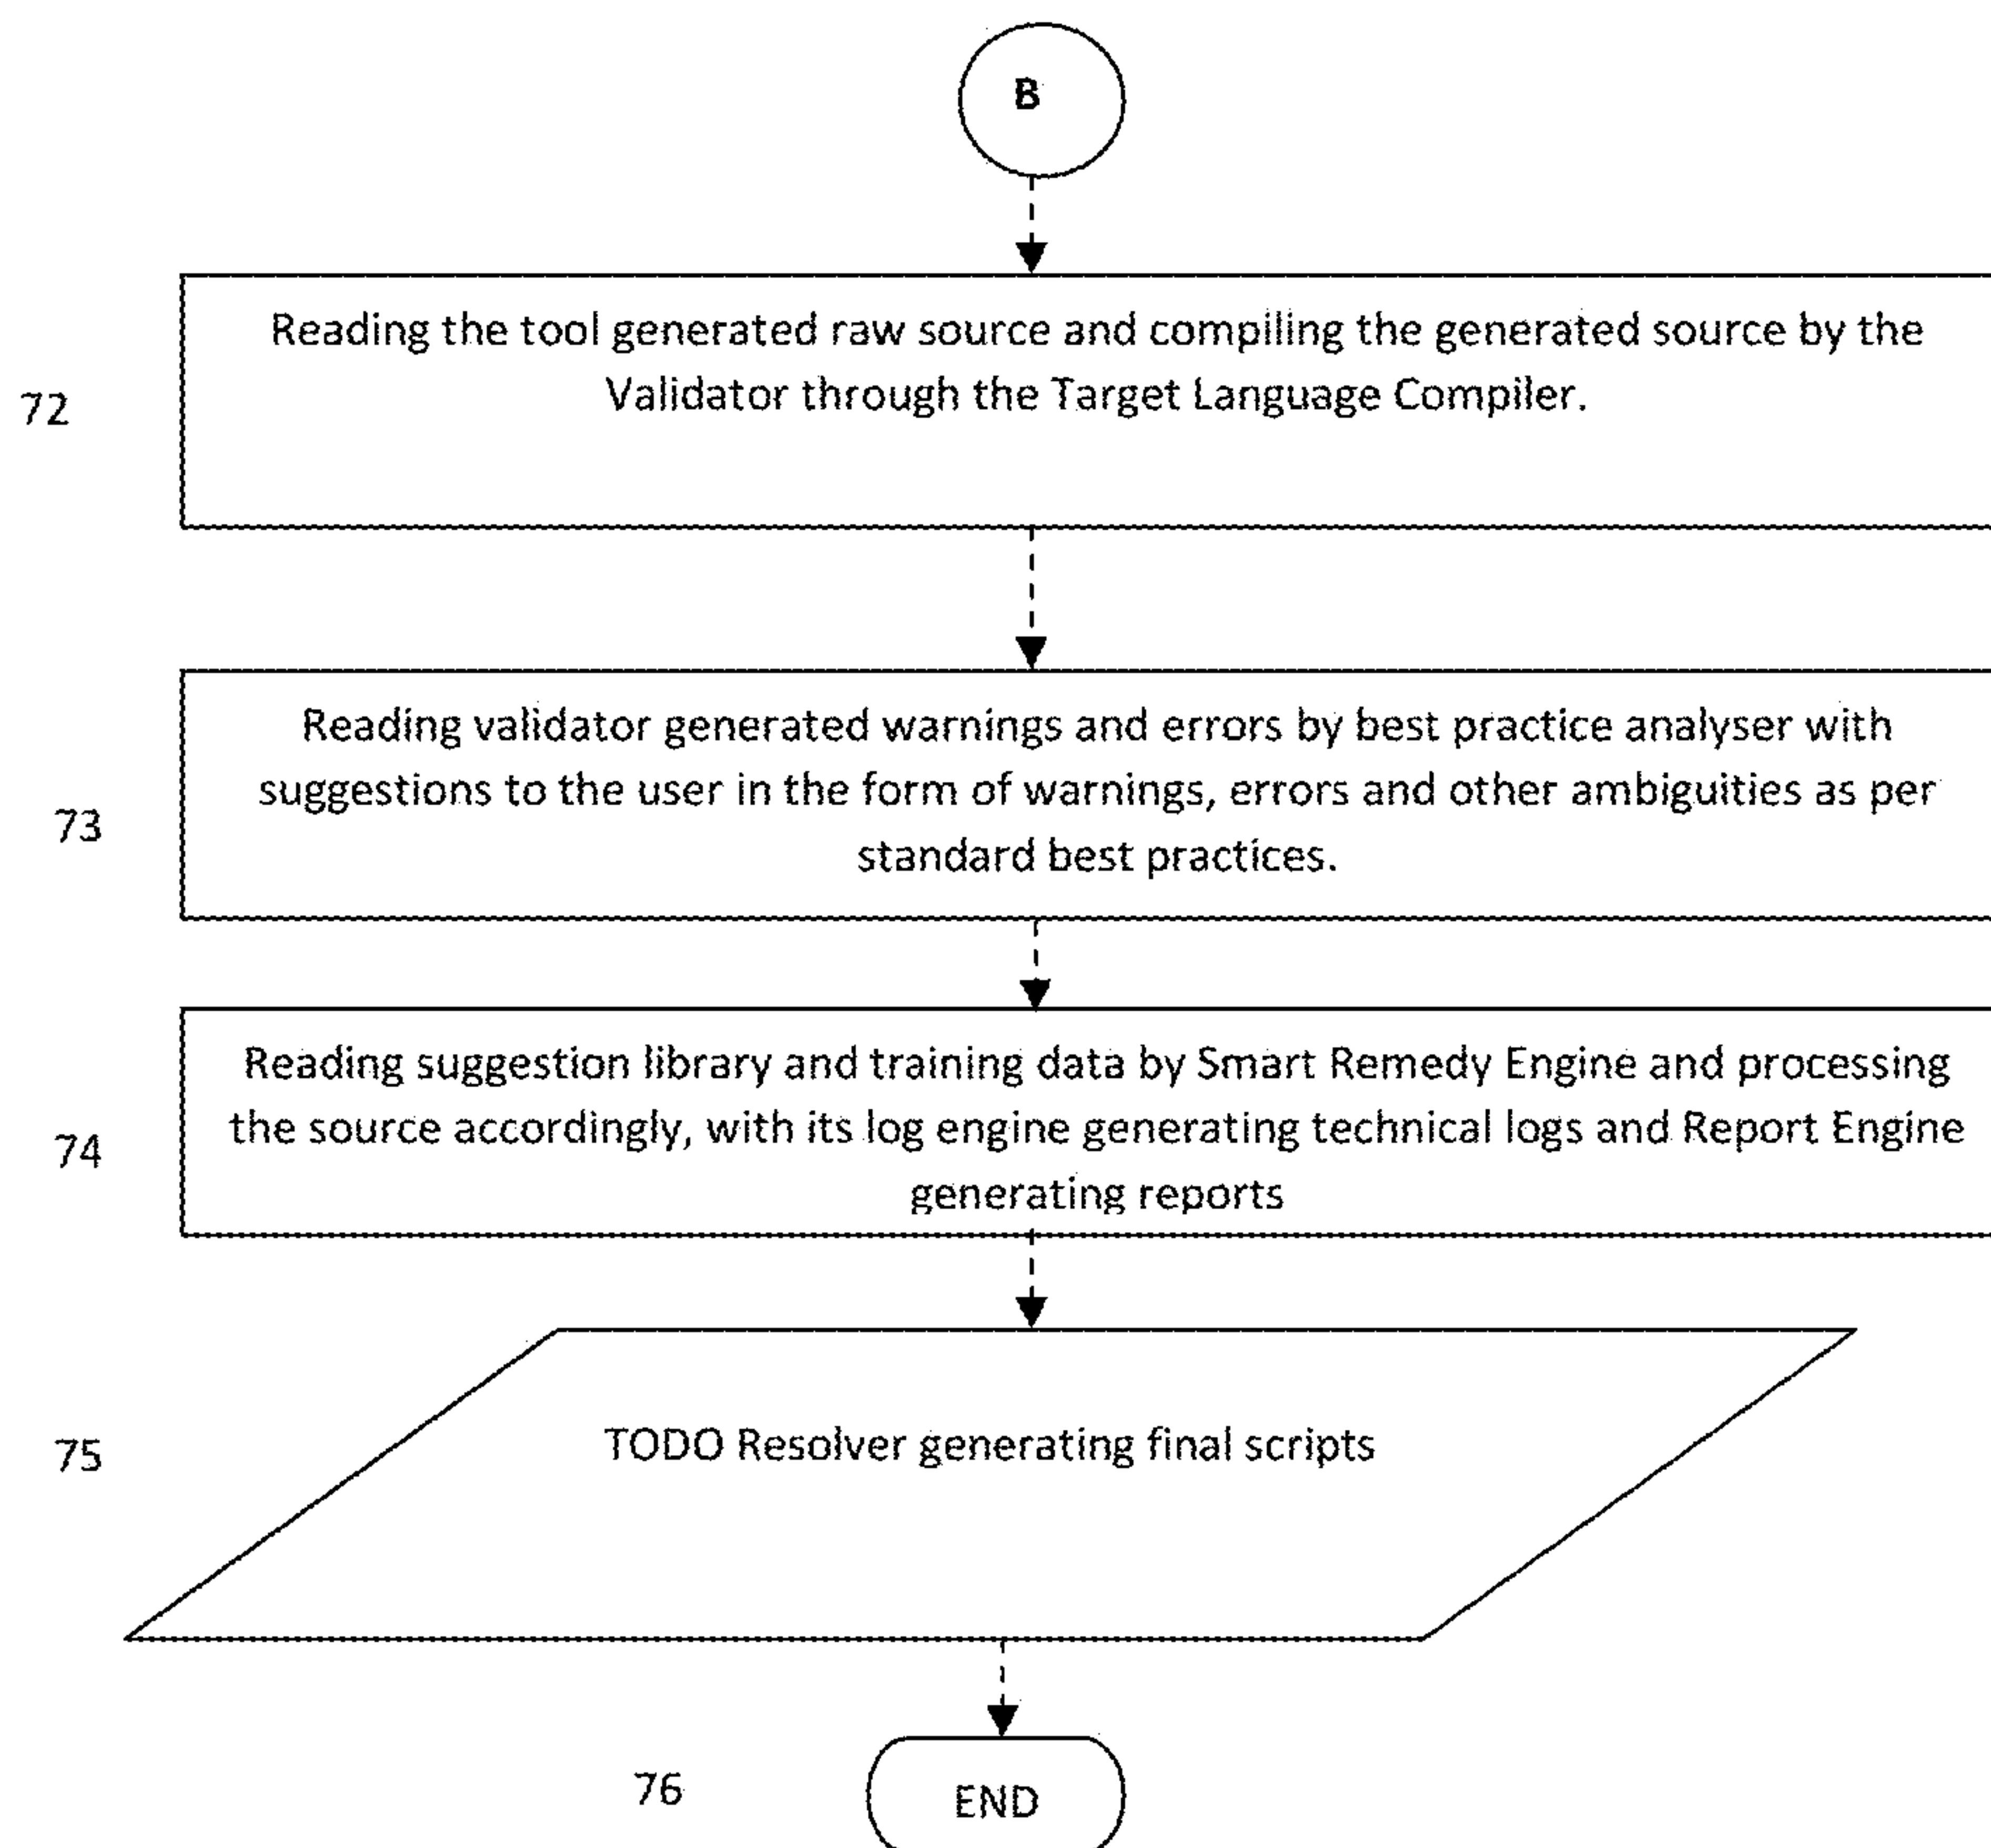 B
Reading the tool generated raw source and compiling the generated source by the
Validator through the Target Language Compiler.
72
Reading validator generated warnings and errors by best practice analyser with
suggestions to the user in the form of warnings, errors and other ambiguities as per
standard best practices.
73
Reading suggestion library and training data by Smart Remedy Engine and processing
the source accordingly, with its log engine generating technical logs and Report Engine
generating reports
74
TODO Resolver generating final scripts
75
76
END